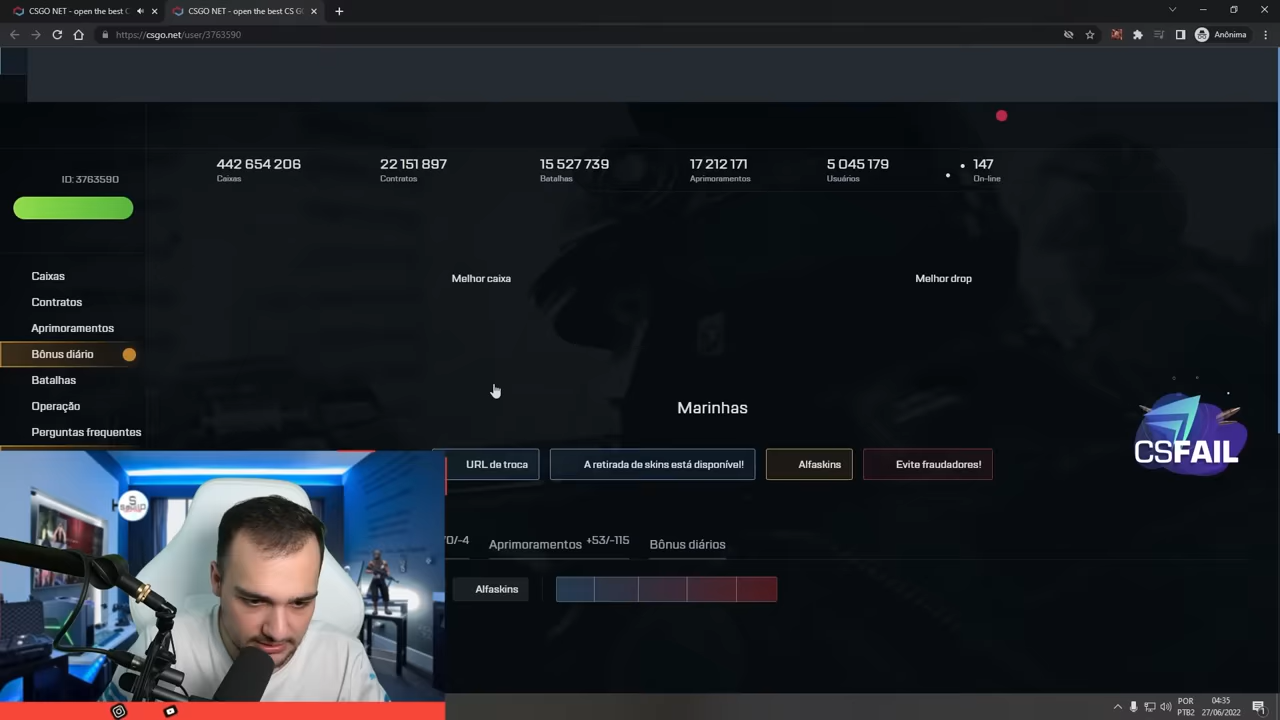 CSGO NET - open the best C
CSGO NET - open the best CS GO
https://csgo.net/user/3763590
Anônima
442 654 206
22 151 897
15 527 739
17 212 171
5 045 179
147
Caixas
Contratos
Batalhas
Aprimoramentos
Usuários
On-line
ID: 3763590
Caixas
Contratos
Aprimoramentos
Bônus diário
Batalhas
Operação
Perguntas frequentes
Melhor caixa
Melhor drop
Marinhas
URL de troca
A retirada de skins está disponível!
Alfaskins
Evite fraudadores!
CSFAIL
0/-4
Aprimoramentos +53/-115
Bônus diários
Alfaskins
POR
PTB2
04:35
27/06/2022